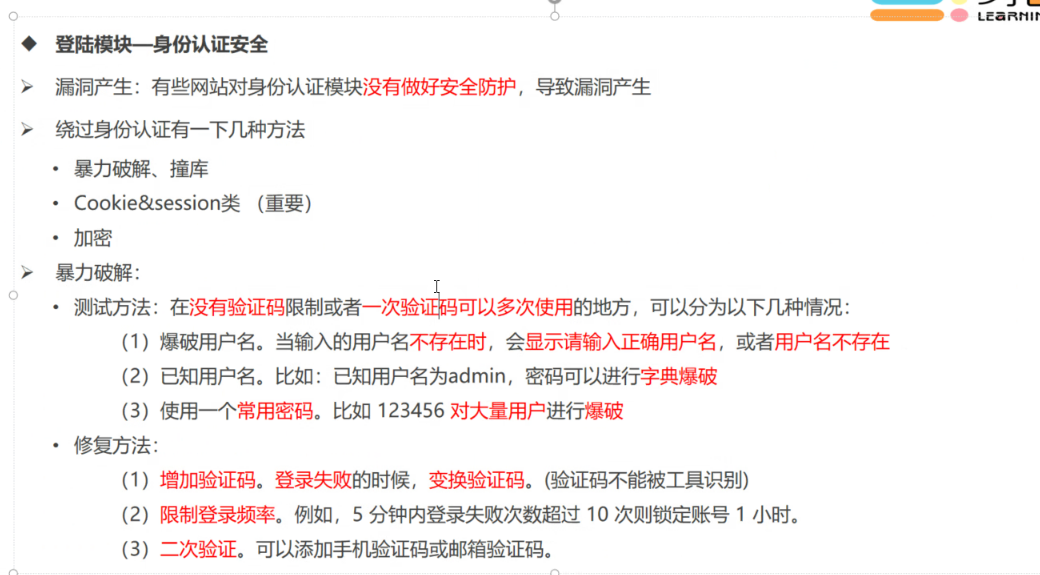 LEARNIN
◆ 登陆模块—身份认证安全
➢ 漏洞产生：有些网站对身份认证模块没有做好安全防护，导致漏洞产生
➢ 绕过身份认证有一下几种方法
• 暴力破解、撞库
• Cookie&session类 （重要）
• 加密
➢ 暴力破解：
• 测试方法：在没有验证码限制或者一次验证码可以多次使用的地方，可以分为以下几种情况：
（1）爆破用户名。当输入的用户名不存在时，会显示请输入正确用户名，或者用户名不存在
（2）已知用户名。比如：已知用户名为admin，密码可以进行字典爆破
（3）使用一个常用密码。比如 123456 对大量用户进行爆破
• 修复方法：
（1）增加验证码。登录失败的时候，变换验证码。(验证码不能被工具识别)
（2）限制登录频率。例如，5 分钟内登录失败次数超过 10 次则锁定账号 1 小时。
（3）二次验证。可以添加手机验证码或邮箱验证码。